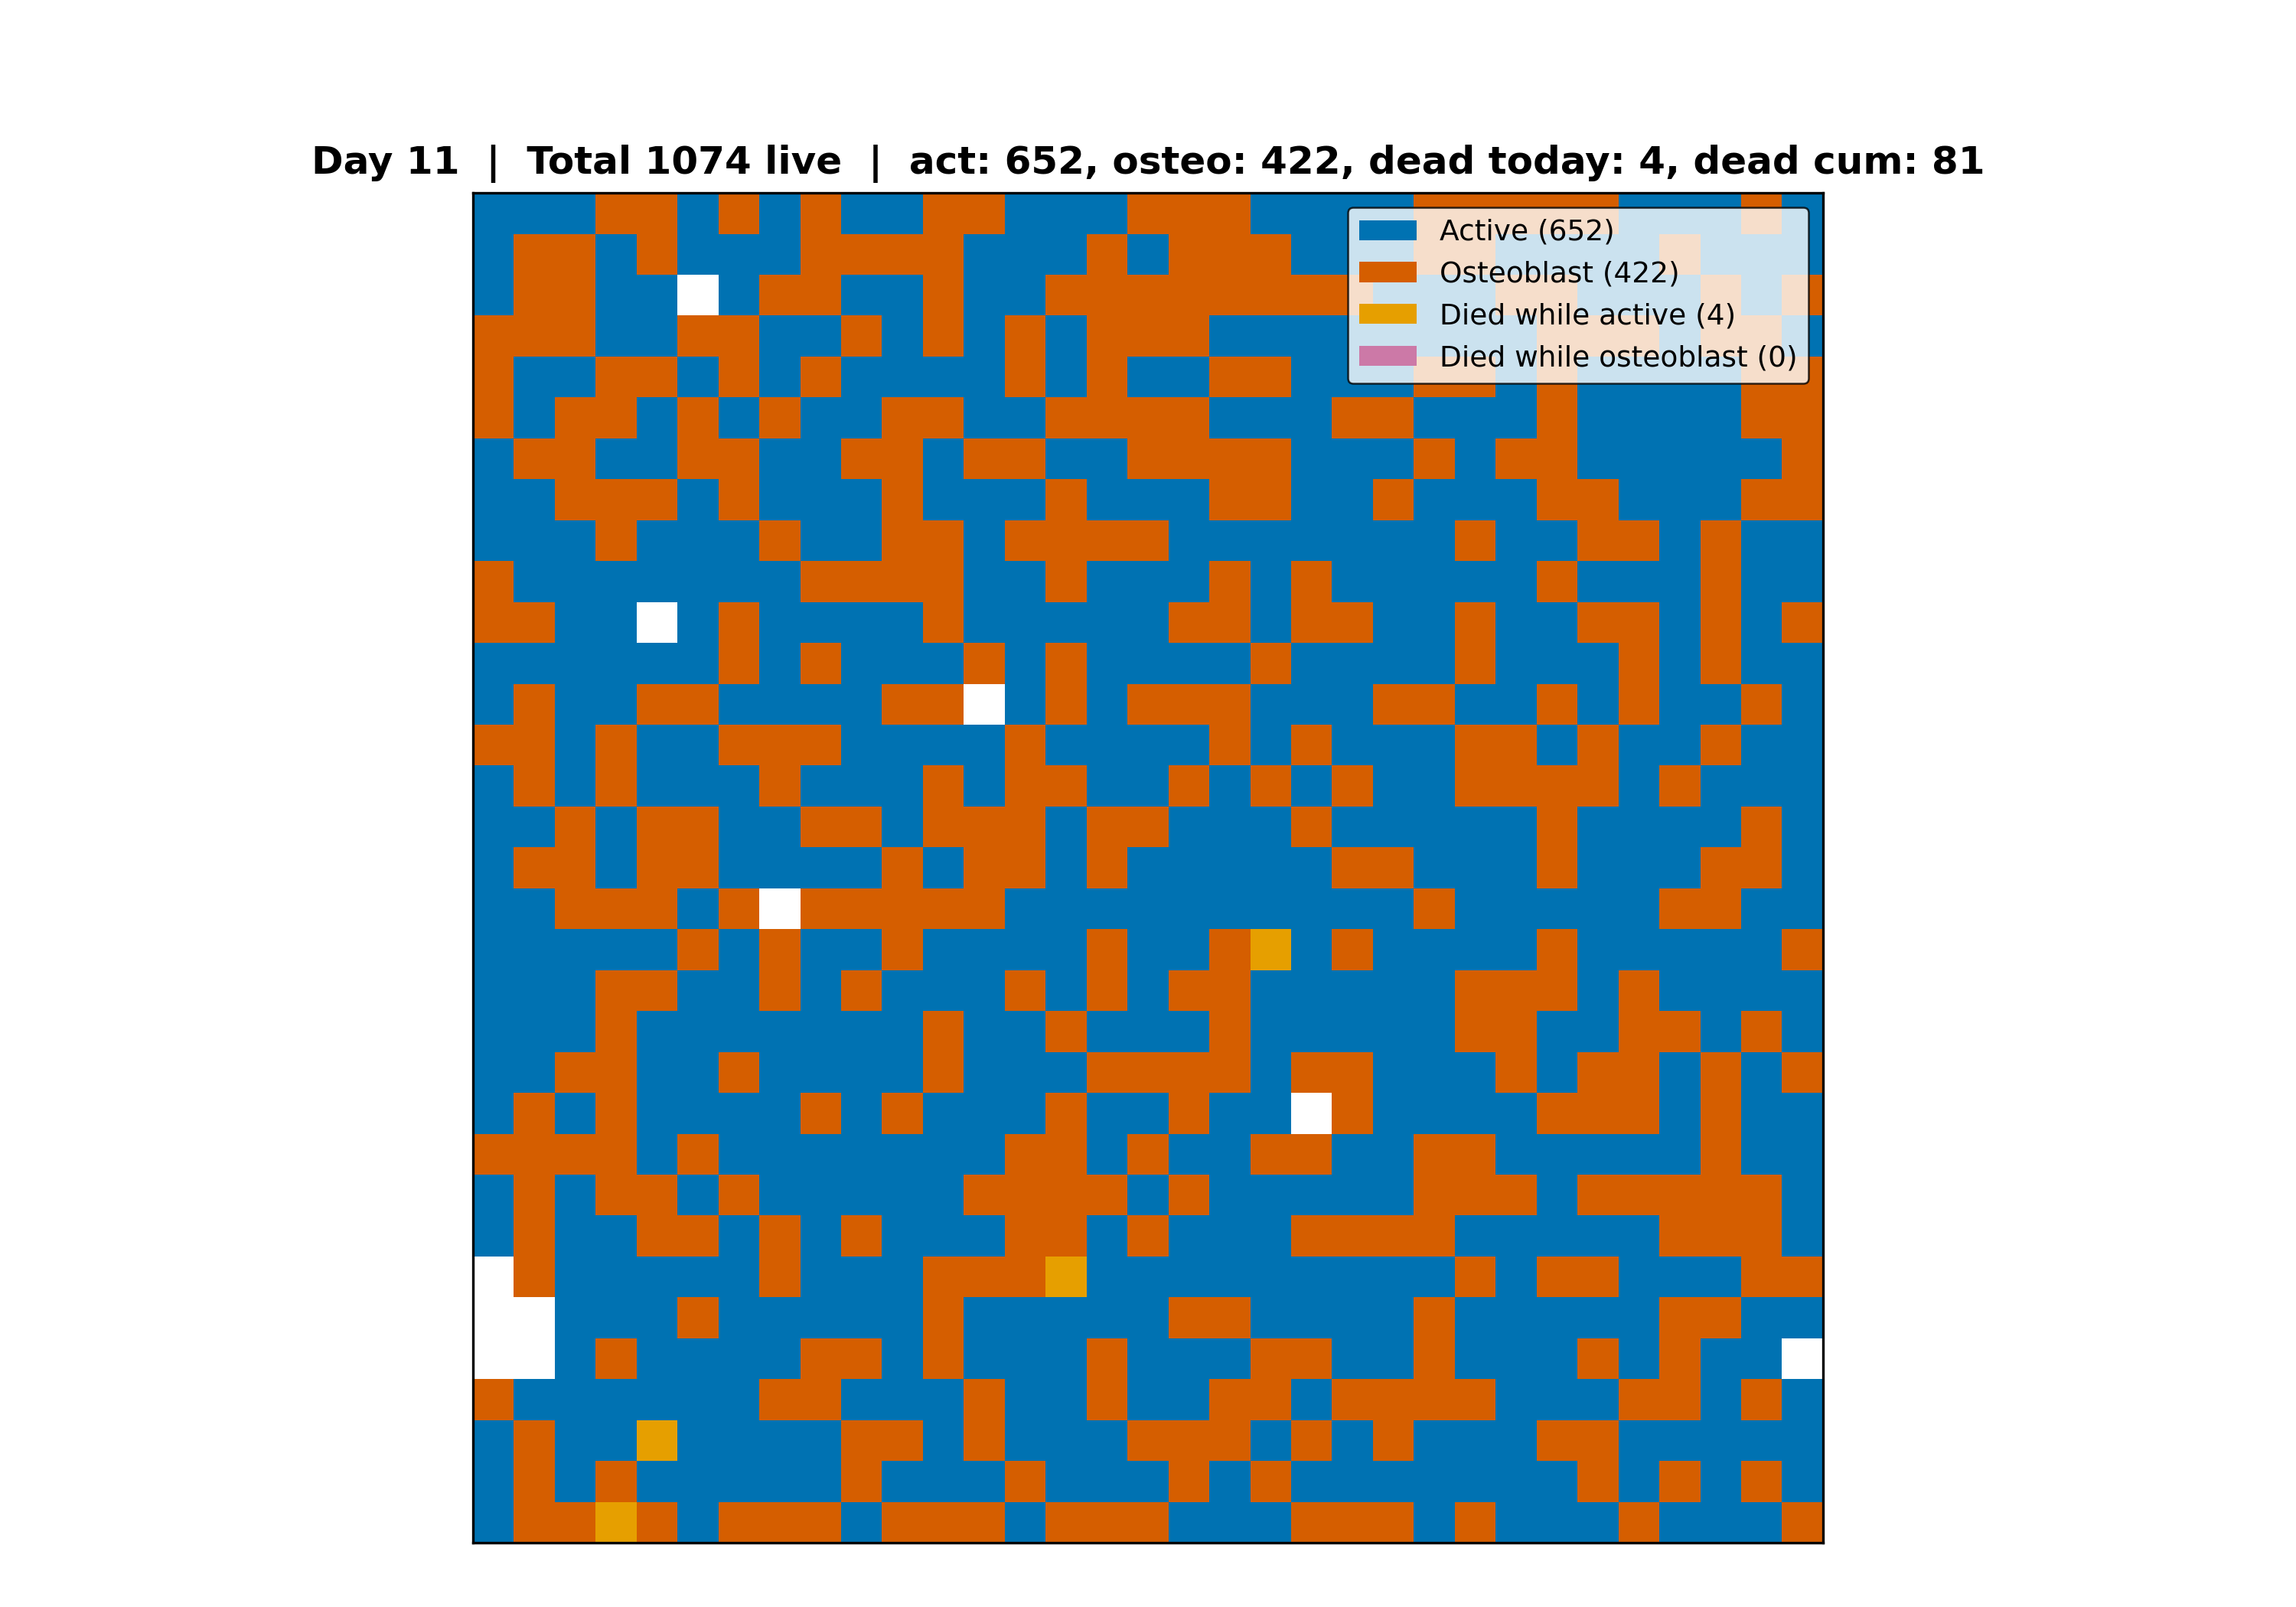 Day 11 | Total 1074 live | act: 652, osteo: 422, dead today: 4, dead cum: 81
Active (652)
Osteoblast (422)
Died while active (4)
Died while osteoblast (0)